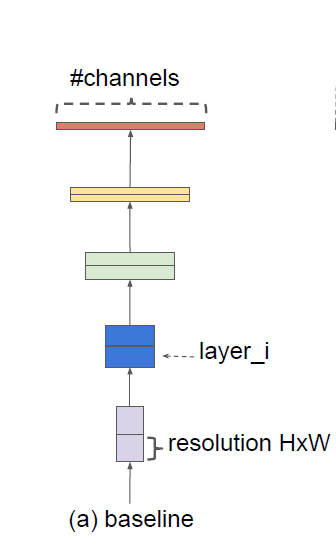 #channels
layer_i
resolution HxW
(a) baseline